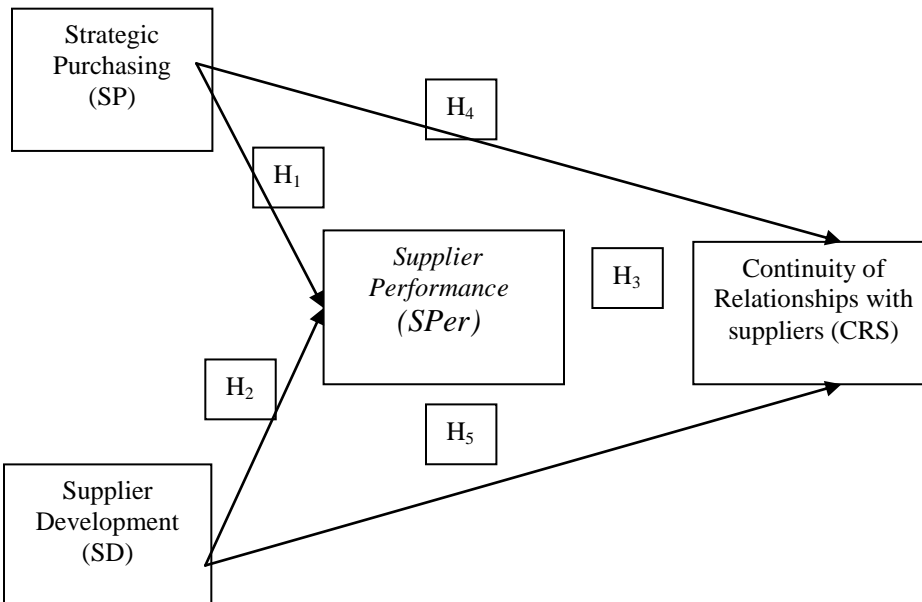 Strategic
Purchasing
(SP)
H₄
H₁
Supplier
Performance
(SPer)
H₃
Continuity of
Relationships with
suppliers (CRS)
H₂
H₅
Supplier
Development
(SD)